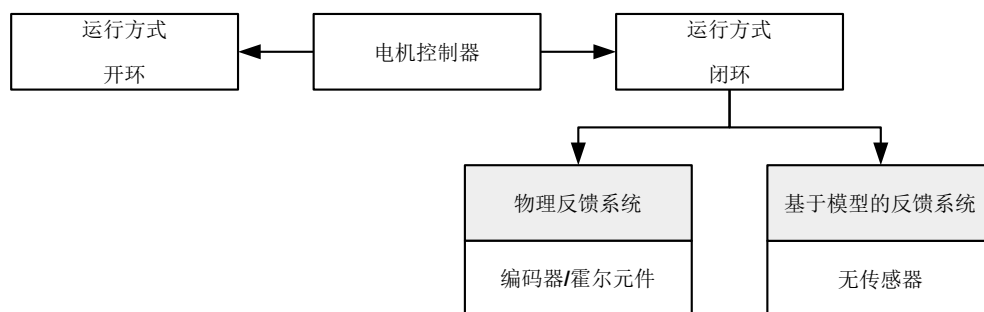 运行方式
开环
电机控制器
运行方式
闭环
物理反馈系统
基于模型的反馈系统
编码器/霍尔元件
无传感器